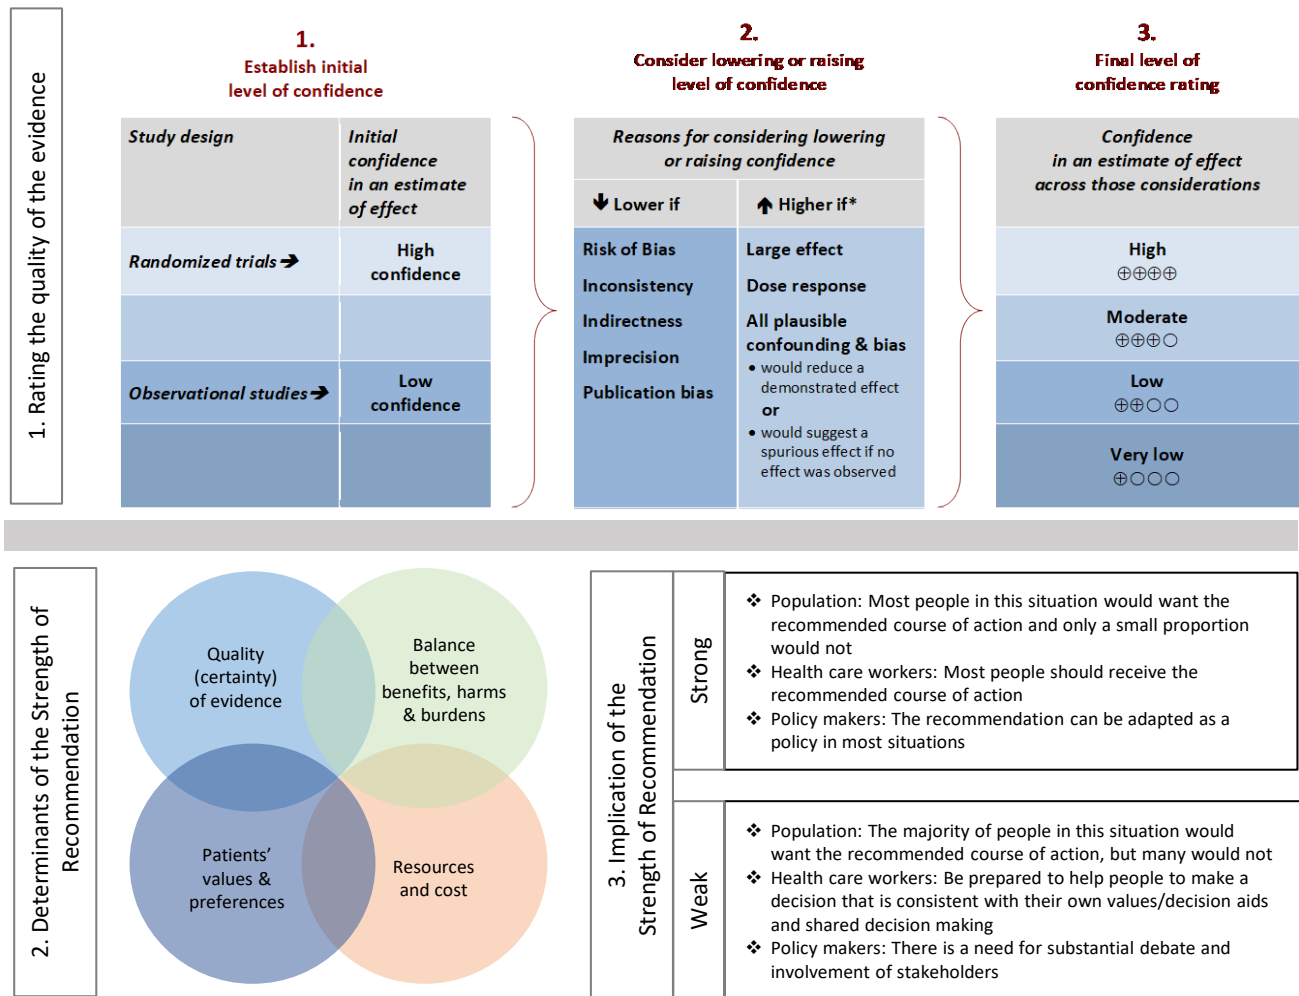 1. Rating the quality of the evidence
1.
Establish initial
level of confidence
Study design
Initial
confidence
in an estimate
of effect
Randomized trials➔
High
confidence
Observational studies➔
Low
confidence
2.
Consider lowering or raising
level of confidence
Reasons for considering lowering
or raising confidence
🡻 Lower if
🡹 Higher if*
Risk of Bias
Inconsistency
Indirectness
Imprecision
Publication bias
Large effect
Dose response
All plausible
confounding & bias
• would reduce a
demonstrated effect
or
• would suggest a
spurious effect if no
effect was observed
3.
Final level of
confidence rating
Confidence
in an estimate of effect
across those considerations
High
⊕⊕⊕⊕
Moderate
⊕⊕⊕○
Low
⊕⊕○○
Very low
⊕○○○
2. Determinants of the Strength of
Recommendation
Quality
(certainty)
of evidence
Balance
between
benefits, harms
& burdens
Patients'
values &
preferences
Resources
and cost
3. Implication of the
Strength of Recommendation
Strong
❖ Population: Most people in this situation would want the
recommended course of action and only a small proportion
would not
❖ Health care workers: Most people should receive the
recommended course of action
❖ Policy makers: The recommendation can be adapted as a
policy in most situations
Weak
❖ Population: The majority of people in this situation would
want the recommended course of action, but many would not
❖ Health care workers: Be prepared to help people to make a
decision that is consistent with their own values/decision aids
and shared decision making
❖ Policy makers: There is a need for substantial debate and
involvement of stakeholders